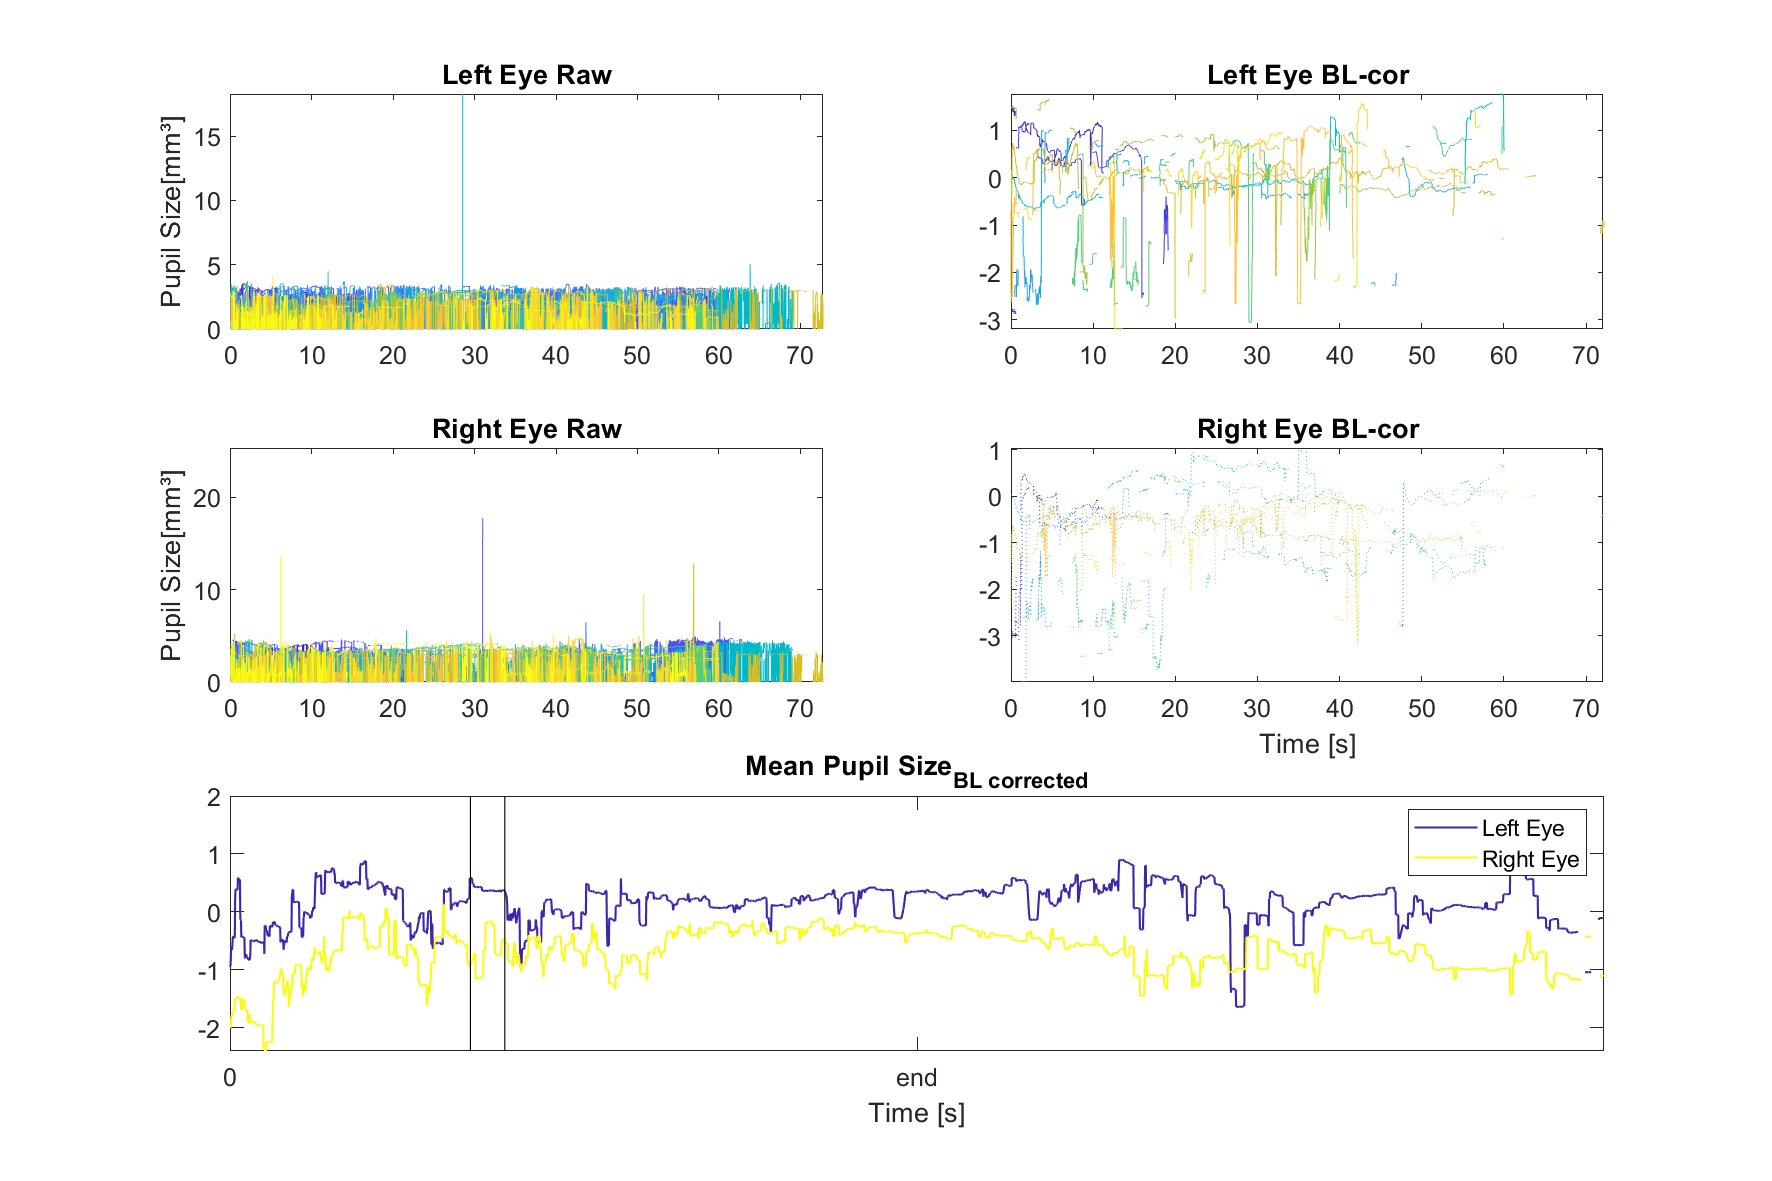 Left Eye Raw
Pupil Size[mm³]
15
10
5
0
0 10 20 30 40 50 60 70
Left Eye BL-cor
1
0
-1
-2
-3
0 10 20 30 40 50 60 70
Right Eye Raw
Pupil Size[mm³]
20
10
0
0 10 20 30 40 50 60 70
Right Eye BL-cor
1
0
-1
-2
-3
0 10 20 30 40 50 60 70
Time [s]
Mean Pupil Size BL corrected
2
1
0
-1
-2
Left Eye
Right Eye
0 end
Time [s]